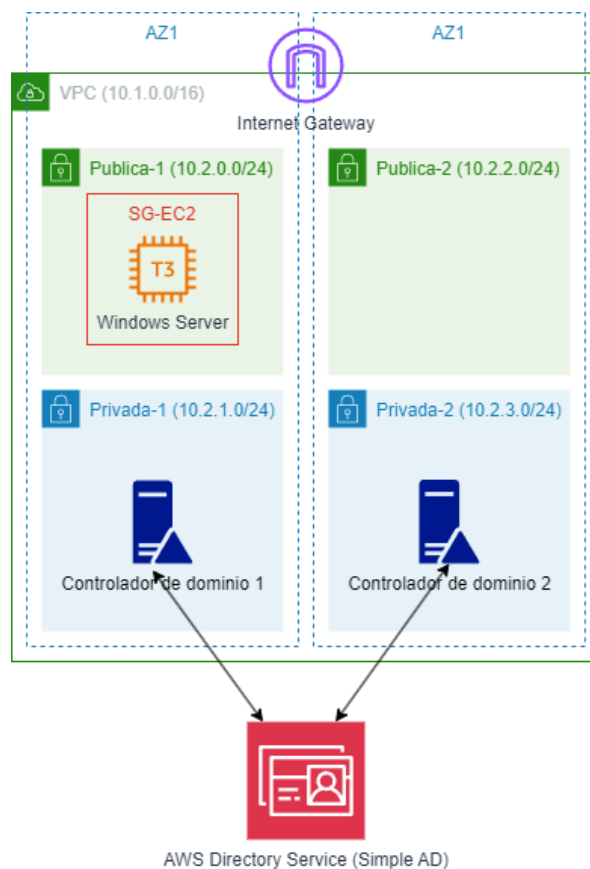 AZ1
AZ1
VPC (10.1.0.0/16)
Internet Gateway
Publica-1 (10.2.0.0/24)
Publica-2 (10.2.2.0/24)
SG-EC2
T3
Windows Server
Privada-1 (10.2.1.0/24)
Privada-2 (10.2.3.0/24)
Controlador de dominio 1
Controlador de dominio 2
AWS Directory Service (Simple AD)